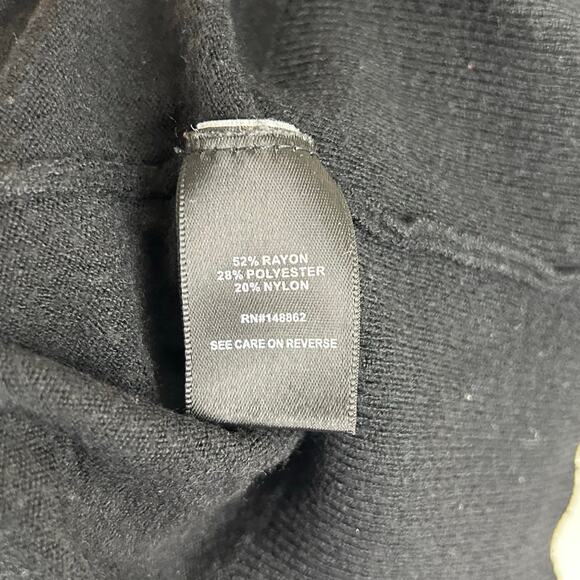 52% RAYON
28% POLYESTER
20% NYLON
RN#148862
SEE CARE ON REVERSE